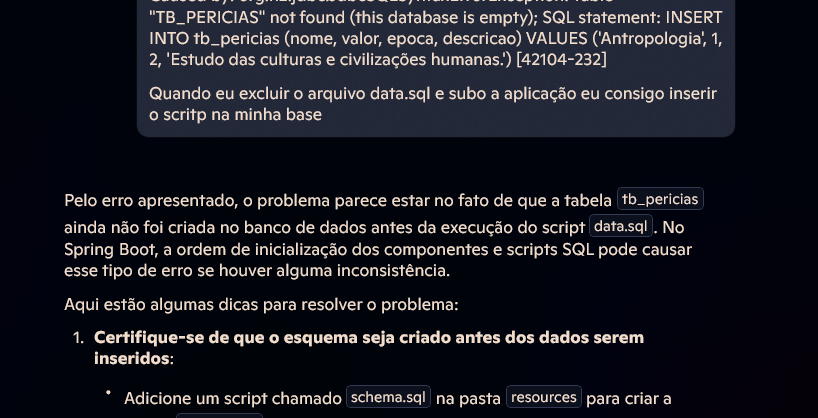 "TB_PERICIAS" not found (this database is empty); SQL statement: INSERT
INTO tb_pericias (nome, valor, epoca, descricao) VALUES ('Antropologia', 1,
2, 'Estudo das culturas e civilizações humanas.') [42104-232]
Quando eu excluir o arquivo data.sql e subo a aplicação eu consigo inserir
o scritp na minha base
Pelo erro apresentado, o problema parece estar no fato de que a tabela tb_pericias
ainda não foi criada no banco de dados antes da execução do script data.sql. No
Spring Boot, a ordem de inicialização dos componentes e scripts SQL pode causar
esse tipo de erro se houver alguma inconsistência.
Aqui estão algumas dicas para resolver o problema:
1. Certifique-se de que o esquema seja criado antes dos dados serem
inseridos:
• Adicione um script chamado schema.sql na pasta resources para criar a